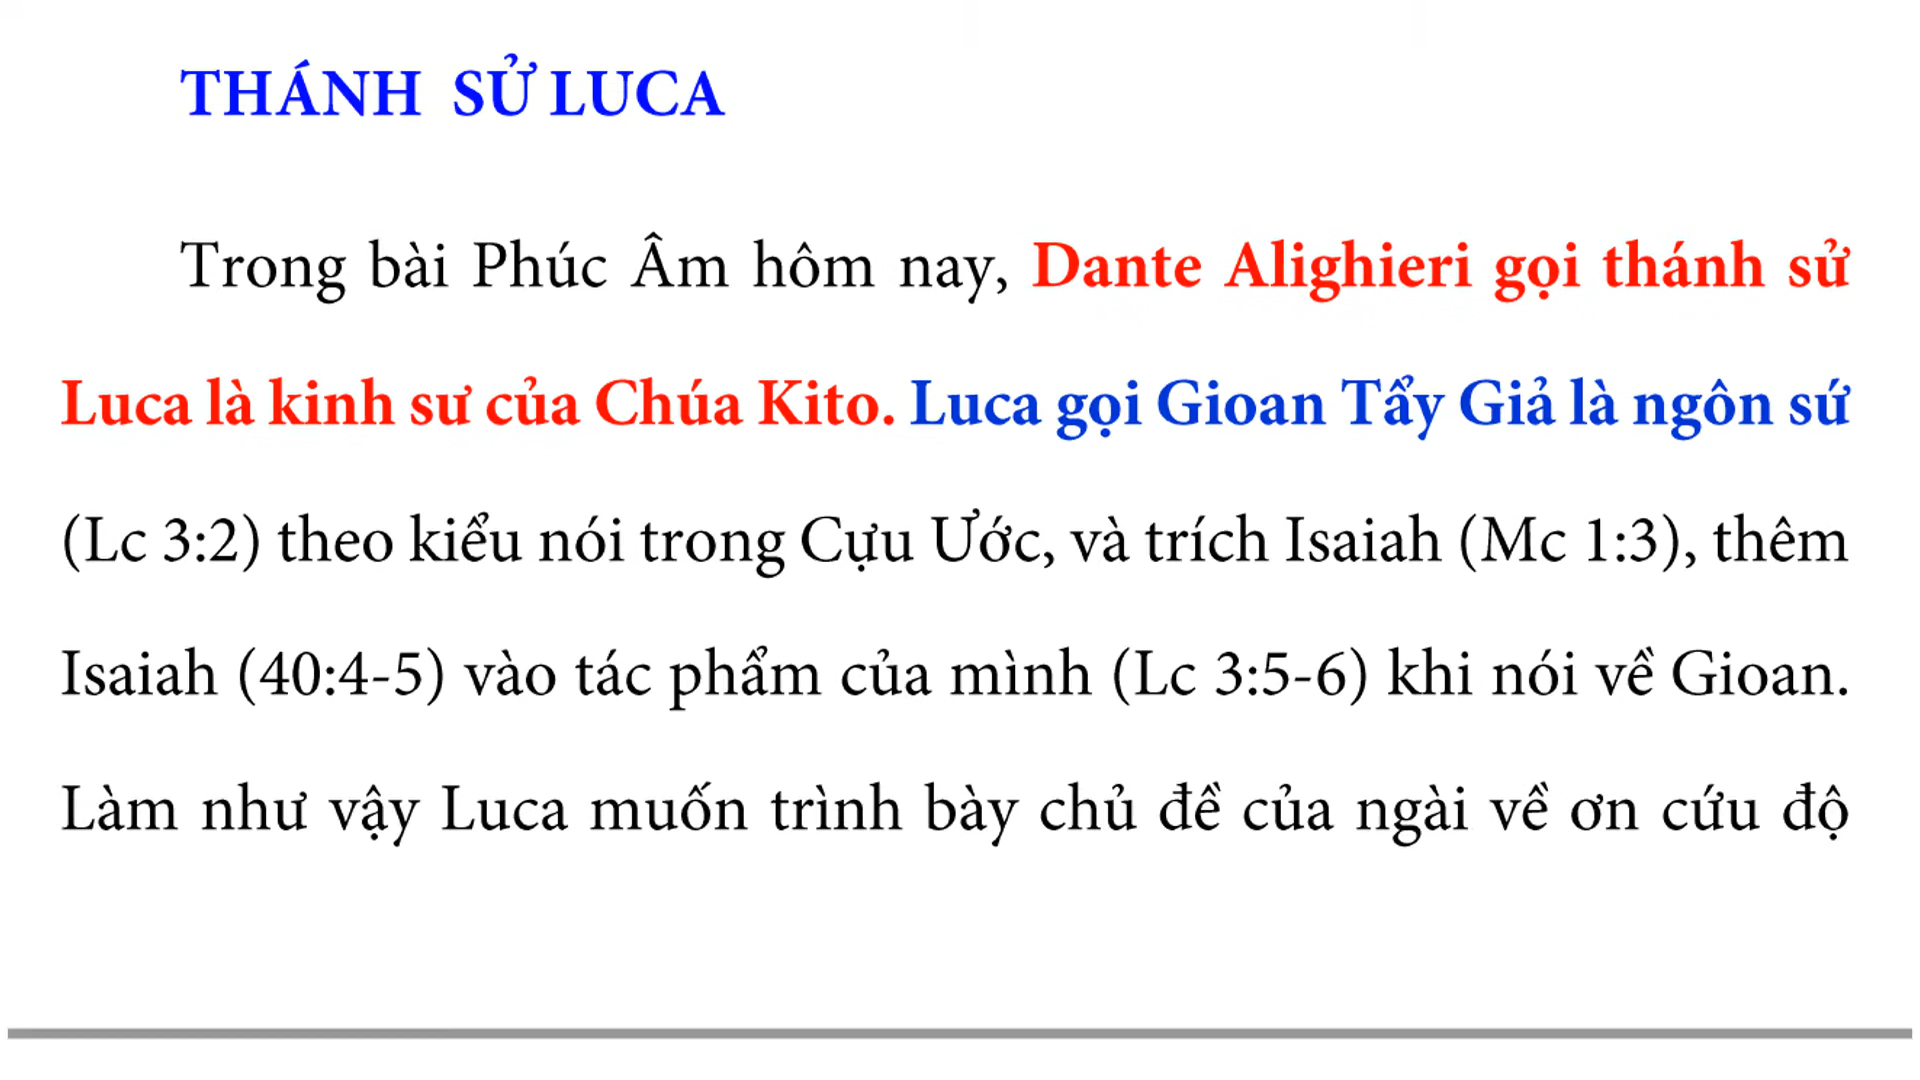 THÁNH SỬ LUCA
Trong bài Phúc Âm hôm nay, Dante Alighieri gọi thánh sử
Luca là kinh sư của Chúa Kito. Luca gọi Gioan Tẩy Giả là ngôn sứ
(Lc 3:2) theo kiểu nói trong Cựu Ước, và trích Isaiah (Mc 1:3), thêm
Isaiah (40:4-5) vào tác phẩm của mình (Lc 3:5-6) khi nói về Gioan.
Làm như vậy Luca muốn trình bày chủ đề của ngài về ơn cứu độ